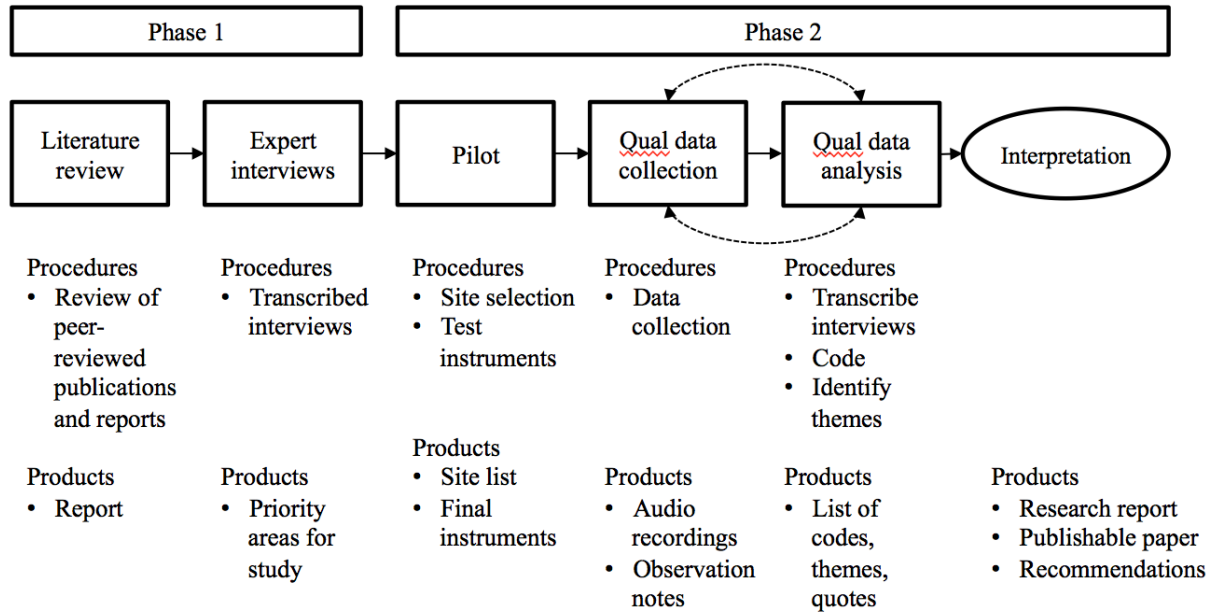 Phase 1
Phase 2
Literature
review
Expert
interviews
Pilot
Qual data
collection
Qual data
analysis
Interpretation
Procedures
• Review of
peer-
reviewed
publications
and reports
Procedures
• Transcribed
interviews
Procedures
• Site selection
• Test
instruments
Procedures
• Data
collection
Procedures
• Transcribe
interviews
• Code
• Identify
themes
Products
• Report
Products
• Priority
areas for
study
Products
• Site list
• Final
instruments
Products
• Audio
recordings
• Observation
notes
Products
• List of
codes,
themes,
quotes
Products
• Research report
• Publishable paper
• Recommendations